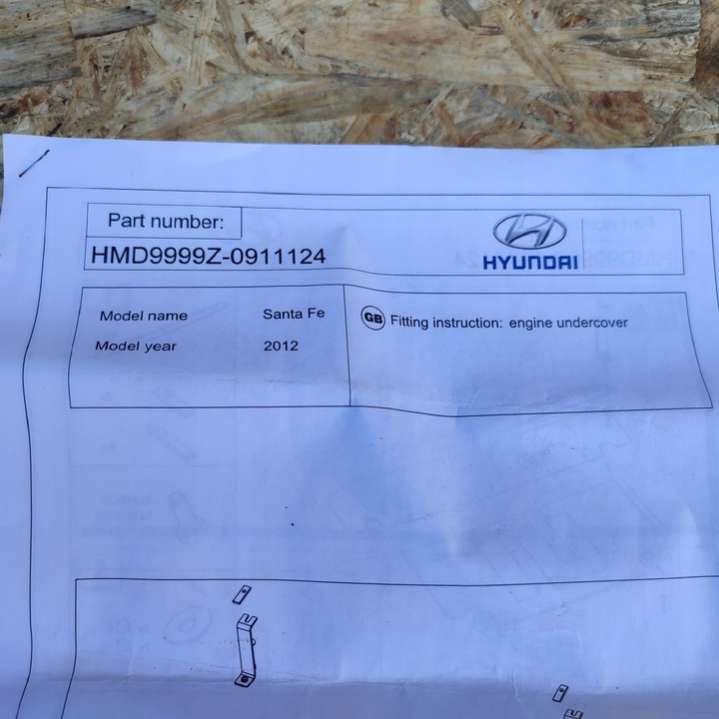 Part number:
HMD9999Z-0911124
HYUNDAI
Model name Santa Fe
Model year 2012
GB Fitting instruction: engine undercover